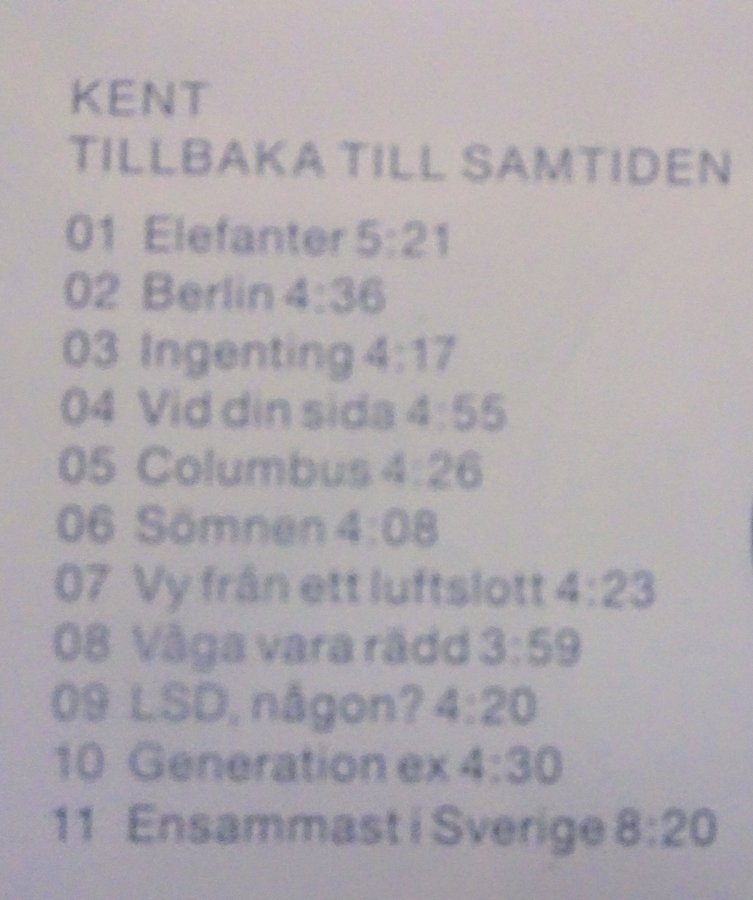 KENT
TILLBAKA TILL SAMTIDEN
01 Elefanter 5:21
02 Berlin 4:36
03 Ingenting 4:17
04 Vid din sida 4:55
05 Columbus 4:26
06 Sömnen 4:08
07 Vy från ett luftslott 4:23
08 Våga vara rädd 3:59
09 LSD, någon? 4:20
10 Generation ex 4:30
11 Ensammast i Sverige 8:20